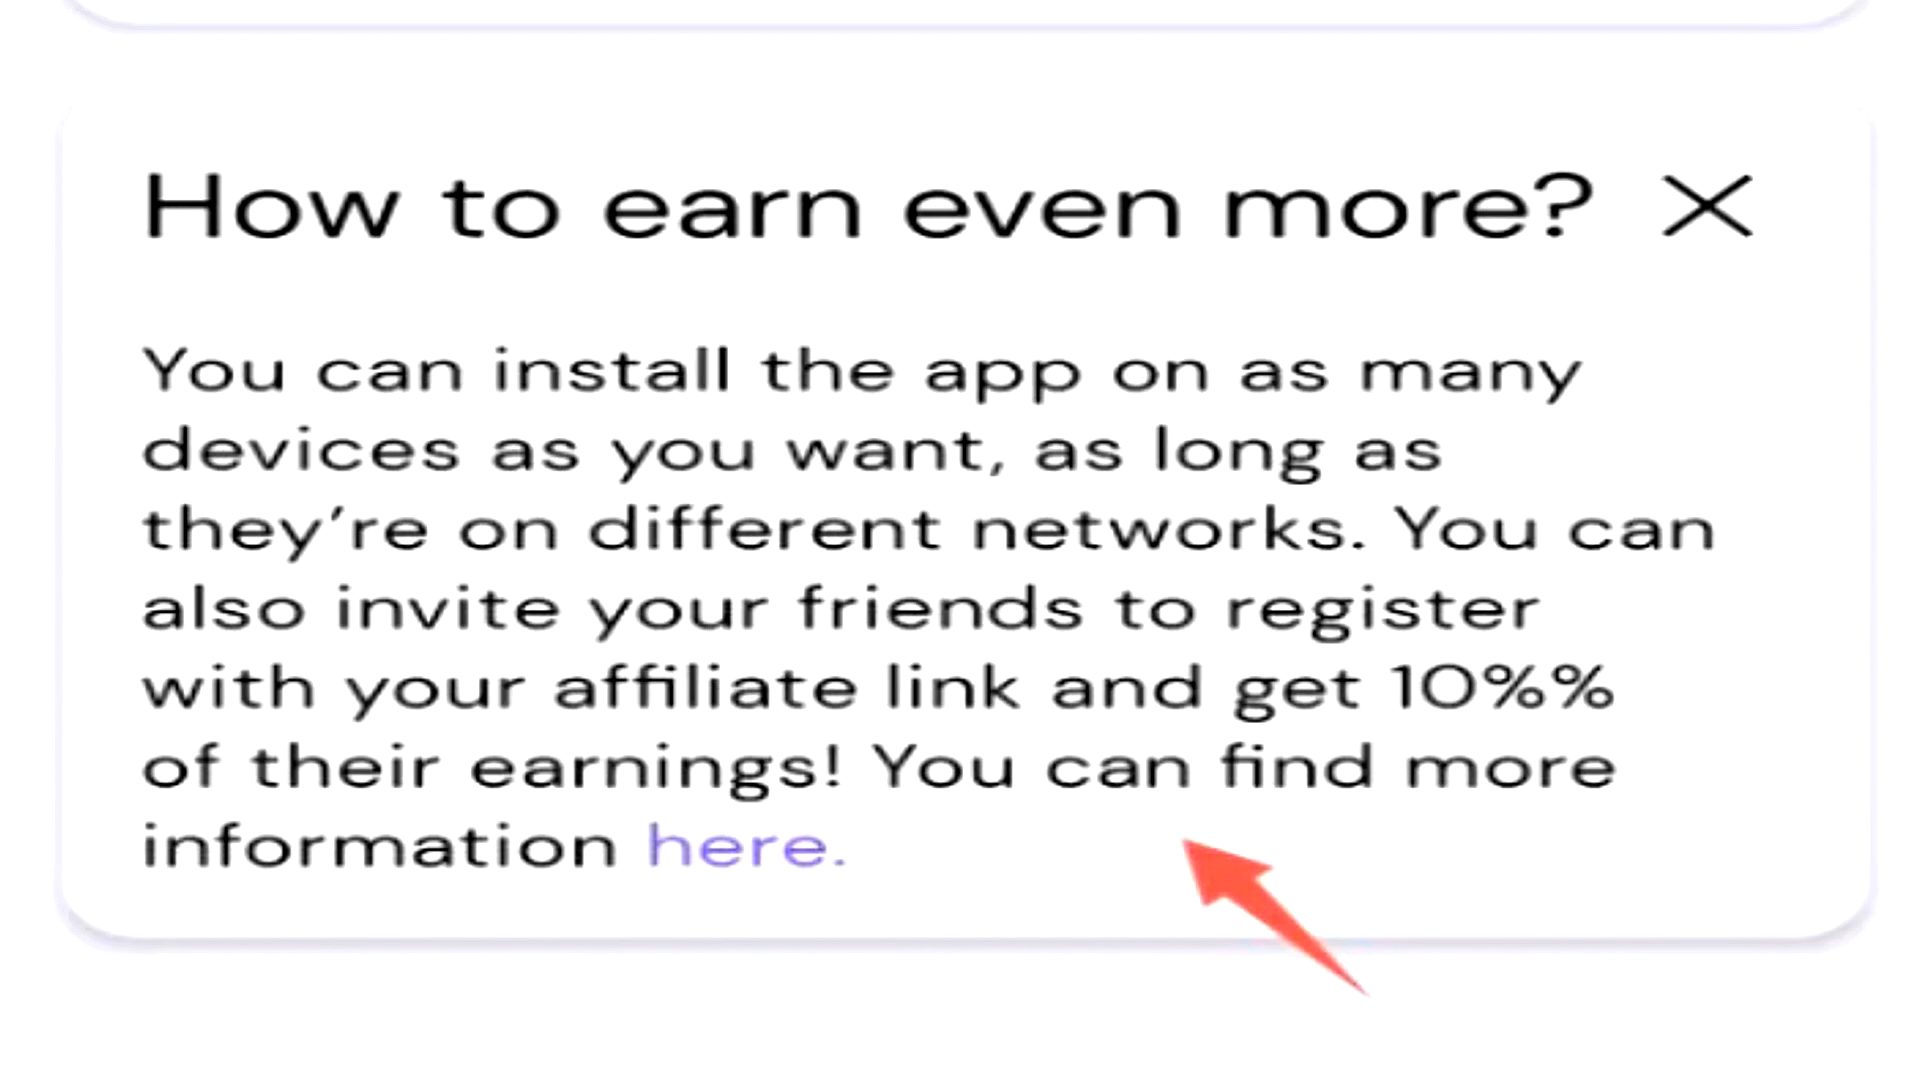 How to earn even more?
You can install the app on as many
devices as you want, as long as
they’re on different networks. You can
also invite your friends to register
with your affiliate link and get 10%%
of their earnings! You can find more
information here.